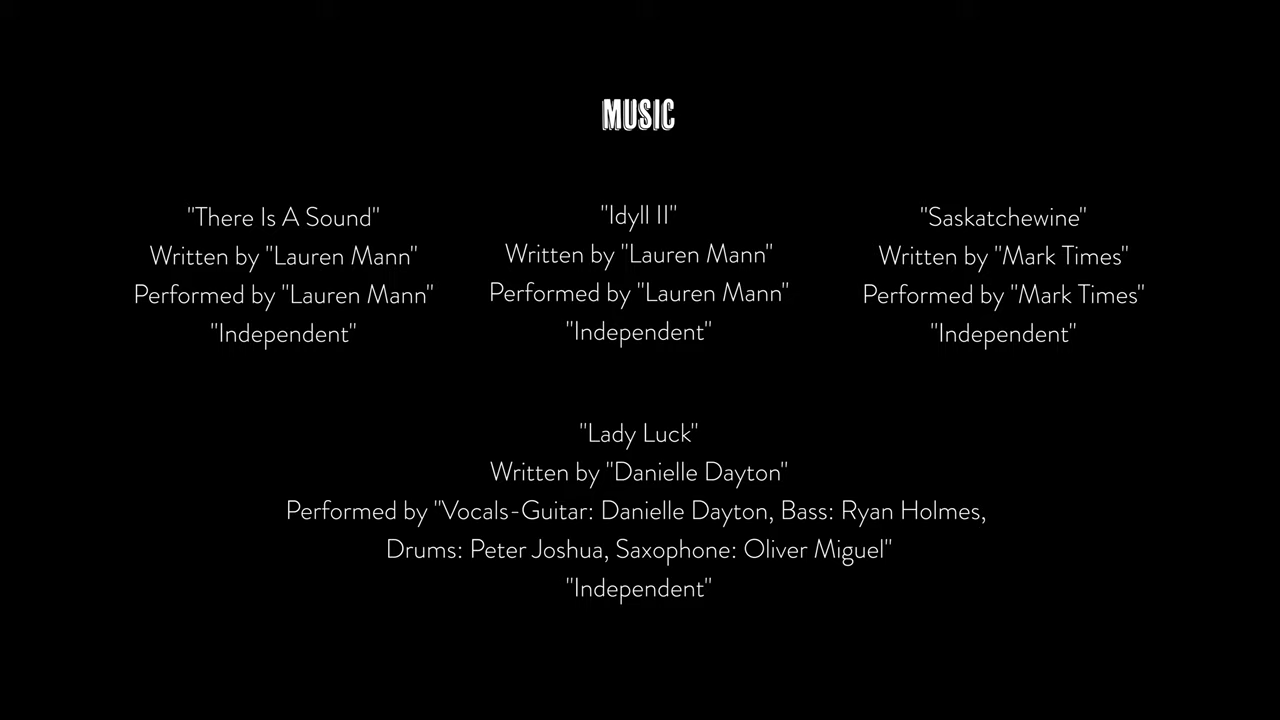 MUSIC
"There Is A Sound"
Written by "Lauren Mann"
Performed by "Lauren Mann"
"Independent"
"Idyll II"
Written by "Lauren Mann"
Performed by "Lauren Mann"
"Independent"
"Saskatchewine"
Written by "Mark Times"
Performed by "Mark Times"
"Independent"
"Lady Luck"
Written by "Danielle Dayton"
Performed by "Vocals-Guitar: Danielle Dayton, Bass: Ryan Holmes,
Drums: Peter Joshua, Saxophone: Oliver Miguel"
"Independent"